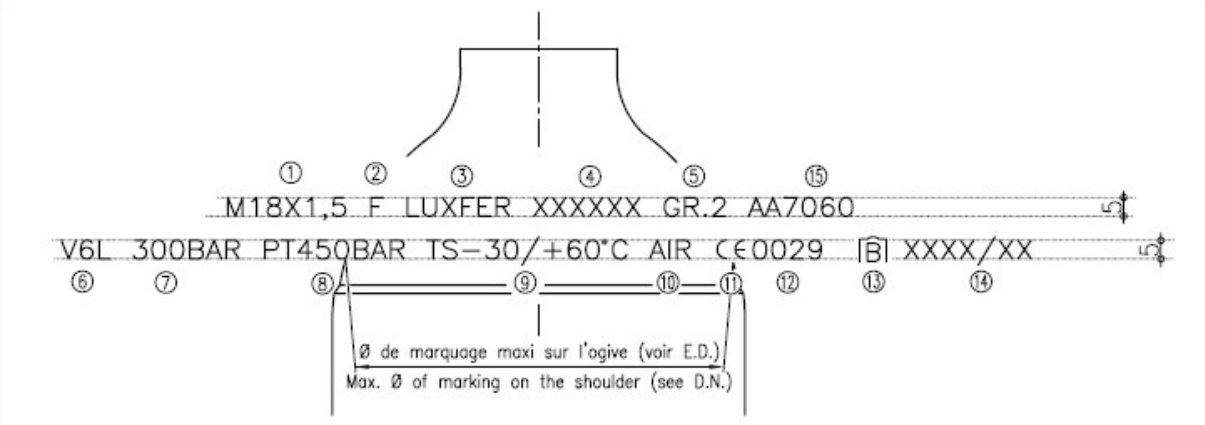 ① ② ③ ④ ⑤ ⑮
M18X1,5 F LUXFER XXXXXX GR.2 AA7060
5
V6L 300BAR PT450BAR TS-30/+60°C AIR CE0029 B XXXX/XX
5
⑥ ⑦ ⑧ ⑨ ⑩ ⑪ ⑫ ⑬ ⑭
Ø de marquage maxi sur l'ogive (voir E.D.)
Max. Ø of marking on the shoulder (see D.N.)